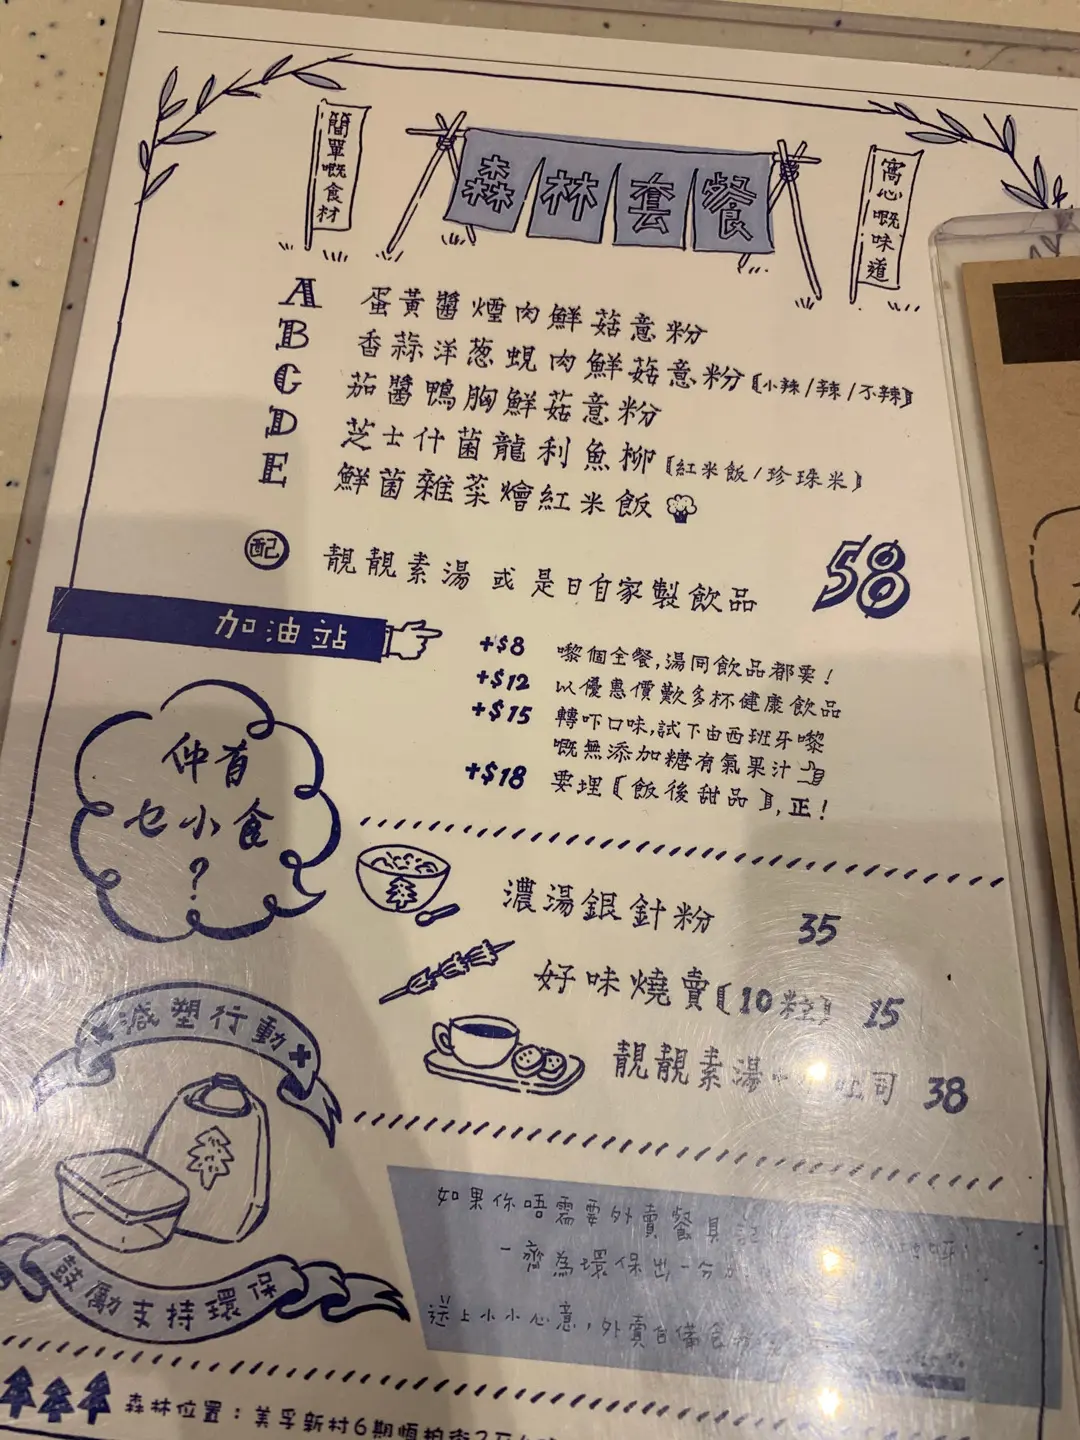 簡單嘅食材
森林套餐
窩心嘅味道
A 蛋黃醬煙肉鮮菇意粉
B 香蒜洋葱蜆肉鮮菇意粉【小辣/辣/不辣】
C 茄醬鴨胸鮮菇意粉
D 芝士什菌龍利魚柳【紅米飯/珍珠米】
E 鮮菌雜菜燴紅米飯
配 靚靚素湯 或 是日自家製飲品 58
加油站
+$8 嚟個全餐,湯同飲品都要!
+$12 以優惠價歎多杯健康飲品
+$15 轉吓口味,試下由西班牙嚟
嘅無添加糖有氣果汁
+$18 要埋【飯後甜品】,正!
仲有
乜小食
?
濃湯銀針粉 35
好味燒賣【10粒】 15
靚靚素湯+ 吐司 38
減塑行動
鼓勵支持環保
如果你唔需要外賣餐具記
一齊為環保出一分
送上小小心意,外賣自備食
森林位置:美孚新村6期恒柏街